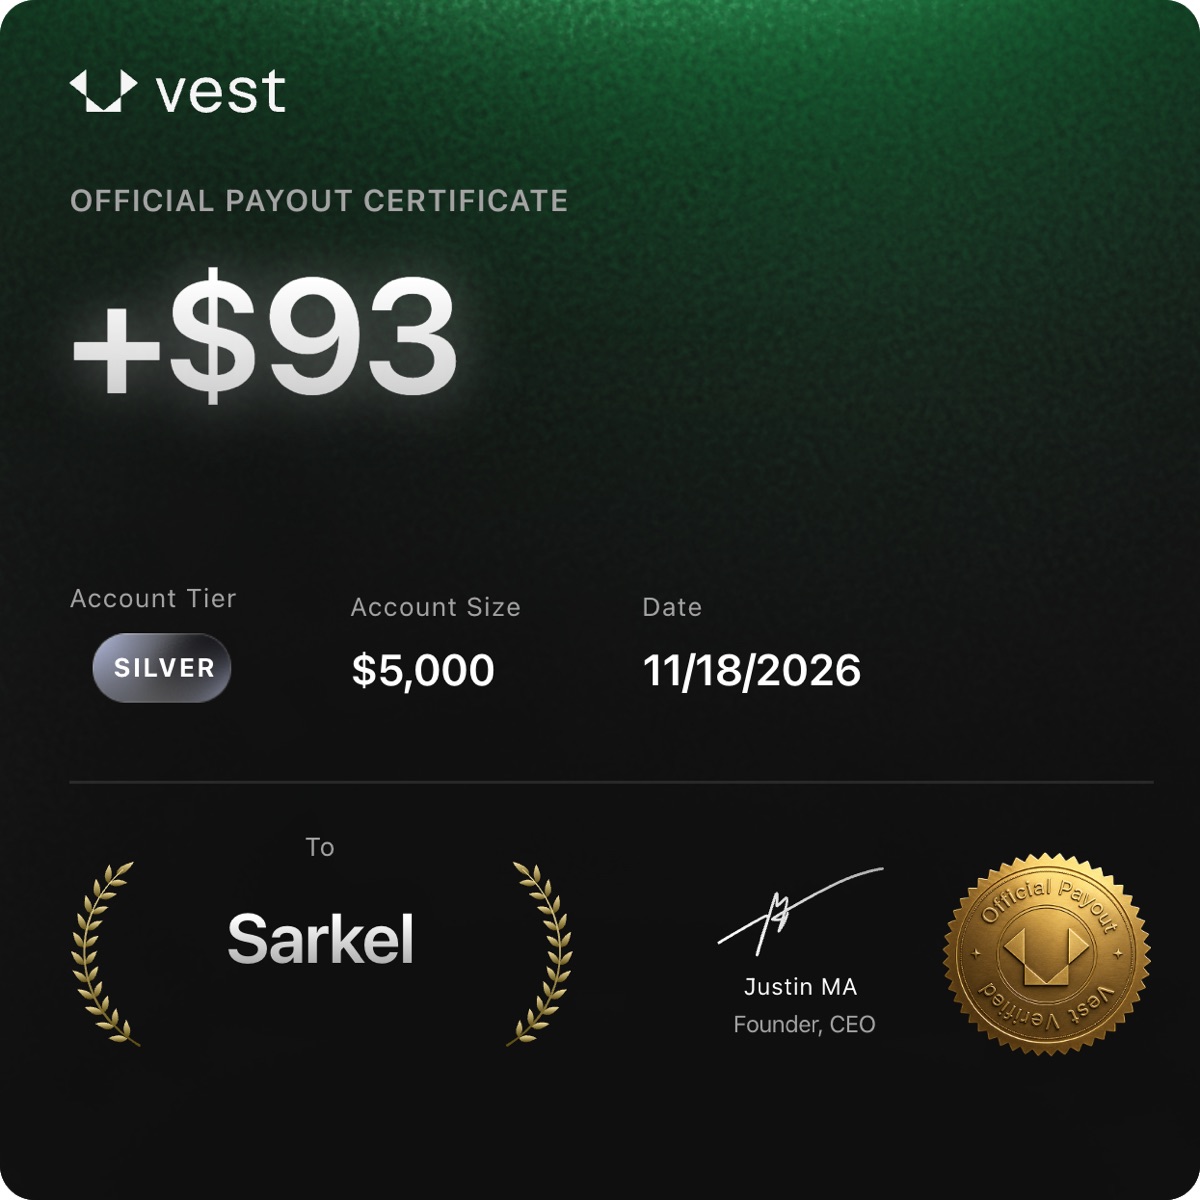 vest
OFFICIAL PAYOUT CERTIFICATE
+$93
Account Tier
SILVER
Account Size
$5,000
Date
11/18/2026
To
Sarkel
Justin MA
Founder, CEO
Official Payout
Vest Verified